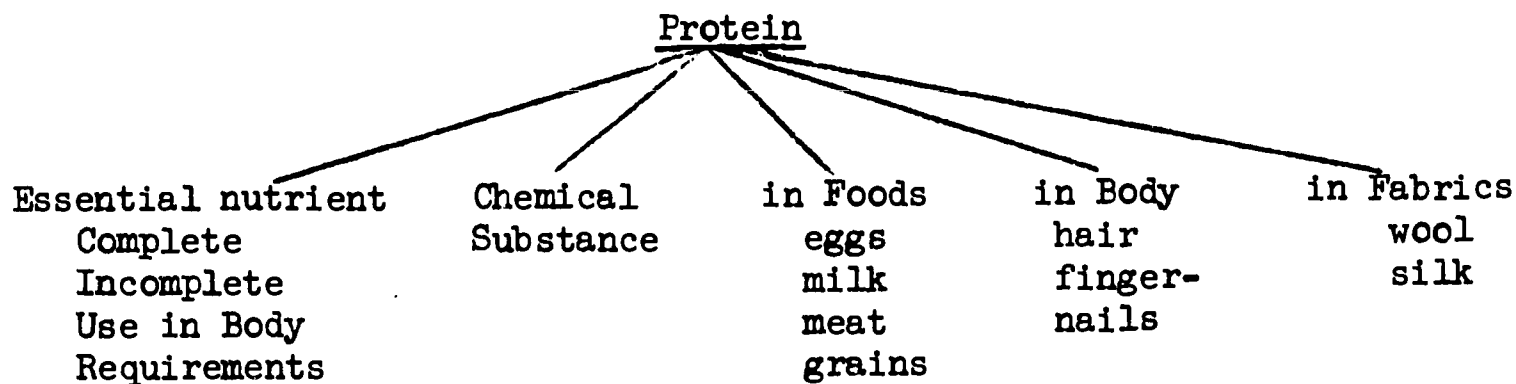 Protein
Essential nutrient
Complete
Incomplete
Use in Body
Requirements
Chemical
Substance
in Foods
eggs
milk
meat
grains
in Body
hair
finger-
nails
in Fabrics
wool
silk